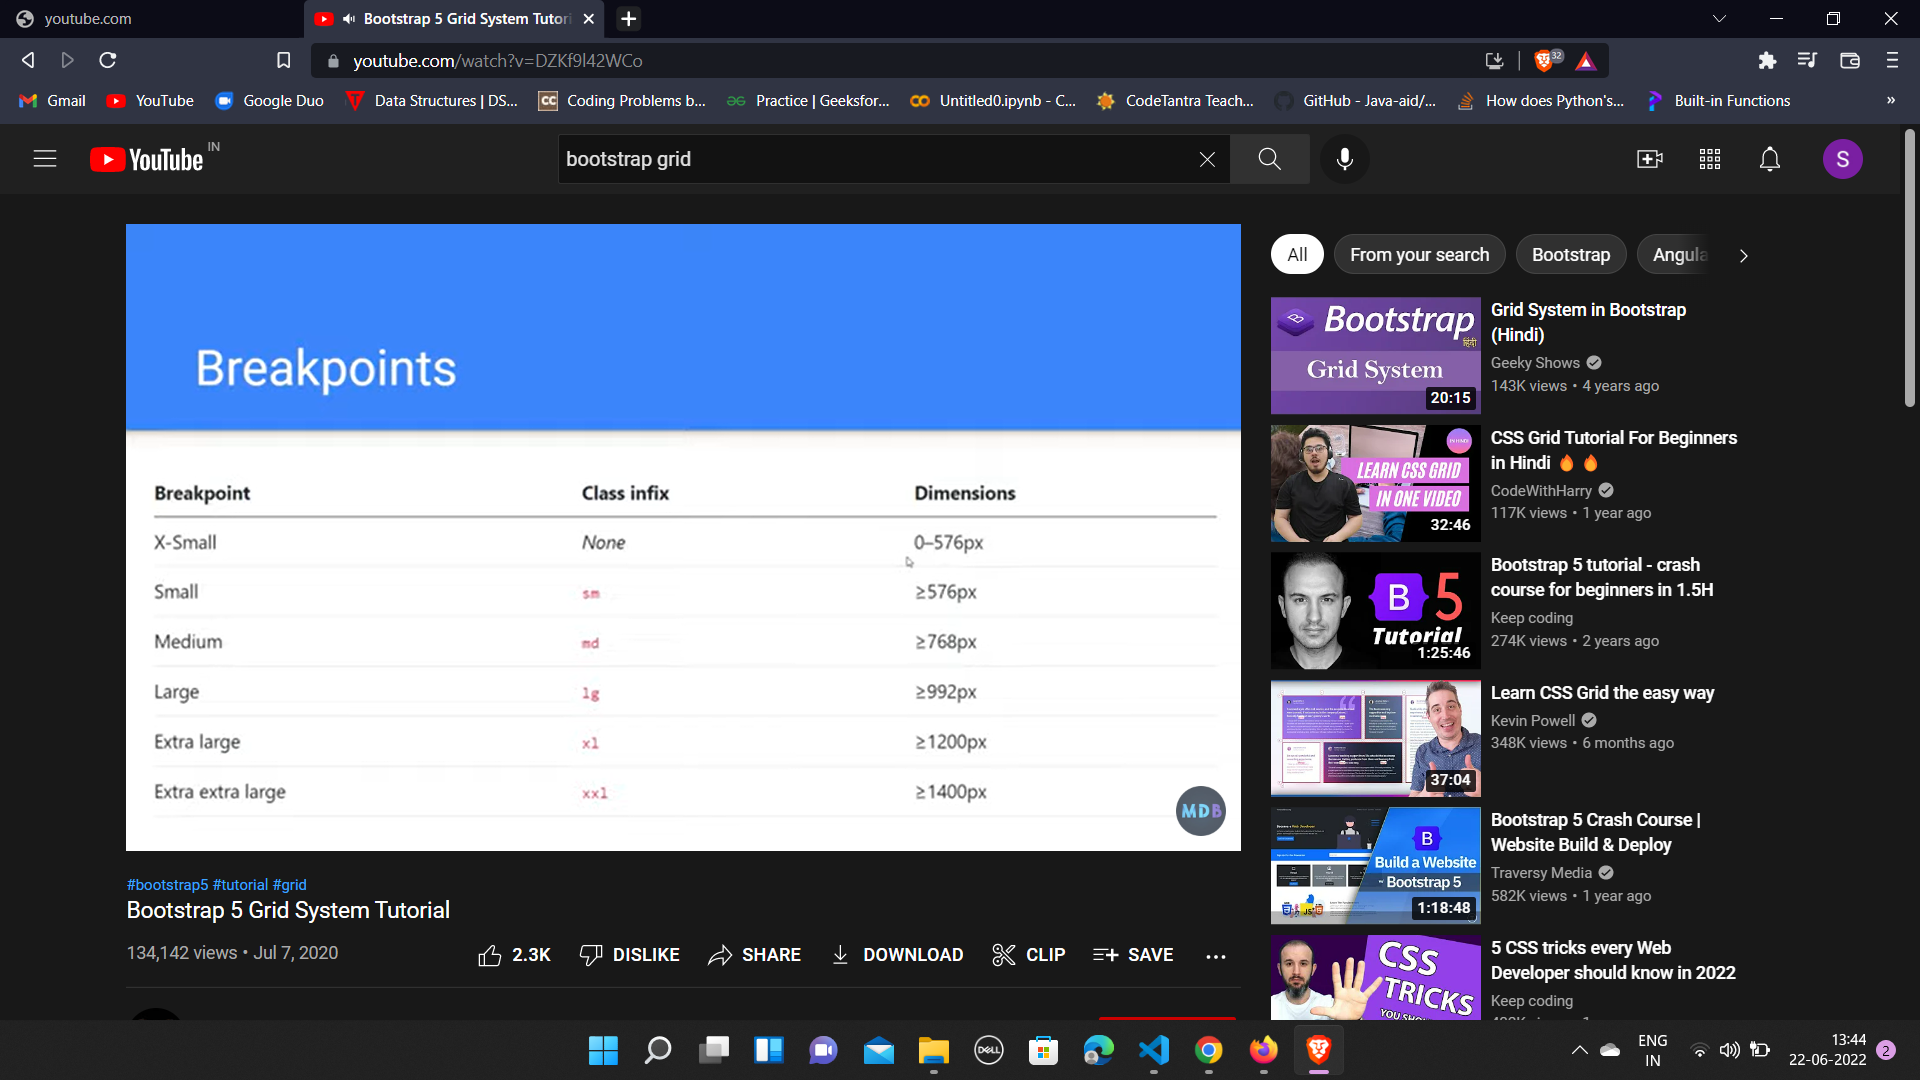 youtube.com
Bootstrap 5 Grid System Tutori
youtube.com/watch?v=DZKf9l42WCo
32
Gmail
YouTube
Google Duo
Data Structures | DS...
CC
Coding Problems b...
Practice | Geeksfor...
Untitled0.ipynb - C...
CodeTantra Teach...
GitHub - Java-aid/...
How does Python's...
Built-in Functions
»
YouTube IN
bootstrap grid
S
Breakpoints
Breakpoint Class infix Dimensions
X-Small None 0–576px
Small sm ≥576px
Medium md ≥768px
Large lg ≥992px
Extra large xl ≥1200px
Extra extra large xxl ≥1400px
MDB
#bootstrap5 #tutorial #grid
Bootstrap 5 Grid System Tutorial
134,142 views • Jul 7, 2020
2.3K
DISLIKE
SHARE
DOWNLOAD
CLIP
SAVE
All
From your search
Bootstrap
Angula
Bootstrap
हिंदी
Grid System
20:15
Grid System in Bootstrap
(Hindi)
Geeky Shows
143K views • 4 years ago
LEARN CSS GRID
IN ONE VIDEO
32:46
CSS Grid Tutorial For Beginners
in Hindi 🔥 🔥
CodeWithHarry
117K views • 1 year ago
B 5
Tutorial
1:25:46
Bootstrap 5 tutorial - crash
course for beginners in 1.5H
Keep coding
274K views • 2 years ago
37:04
Learn CSS Grid the easy way
Kevin Powell
348K views • 6 months ago
B
Build a Website
Bootstrap 5
1:18:48
Bootstrap 5 Crash Course |
Website Build & Deploy
Traversy Media
582K views • 1 year ago
CSS
TRICKS
5 CSS tricks every Web
Developer should know in 2022
Keep coding
DELL
ENG
IN
13:44
22-06-2022
2